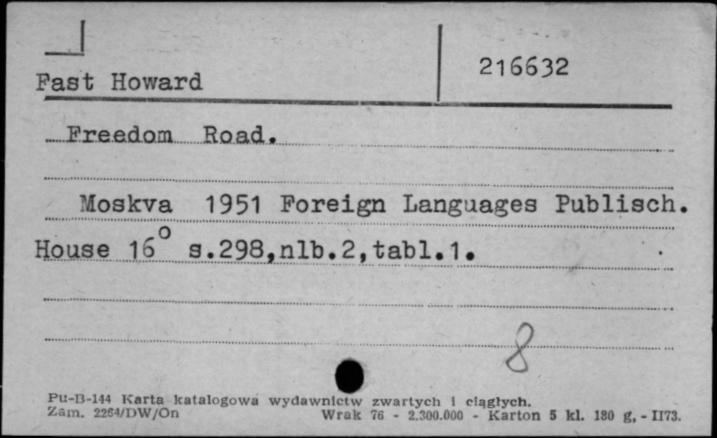 216632
Fast Howard
Freedom Road.
Moskva 1951 Foreign Languages Publisch.
House 16° s.298,nlb.2,tabl.1.
8
Pu-B-144 Karta katalogowa wydawnictw zwartych i ciągłych.
Zam. 2264/DW/On Wrak 76 - 2.300.000 - Karton 5 kl. 180 g, - II73.